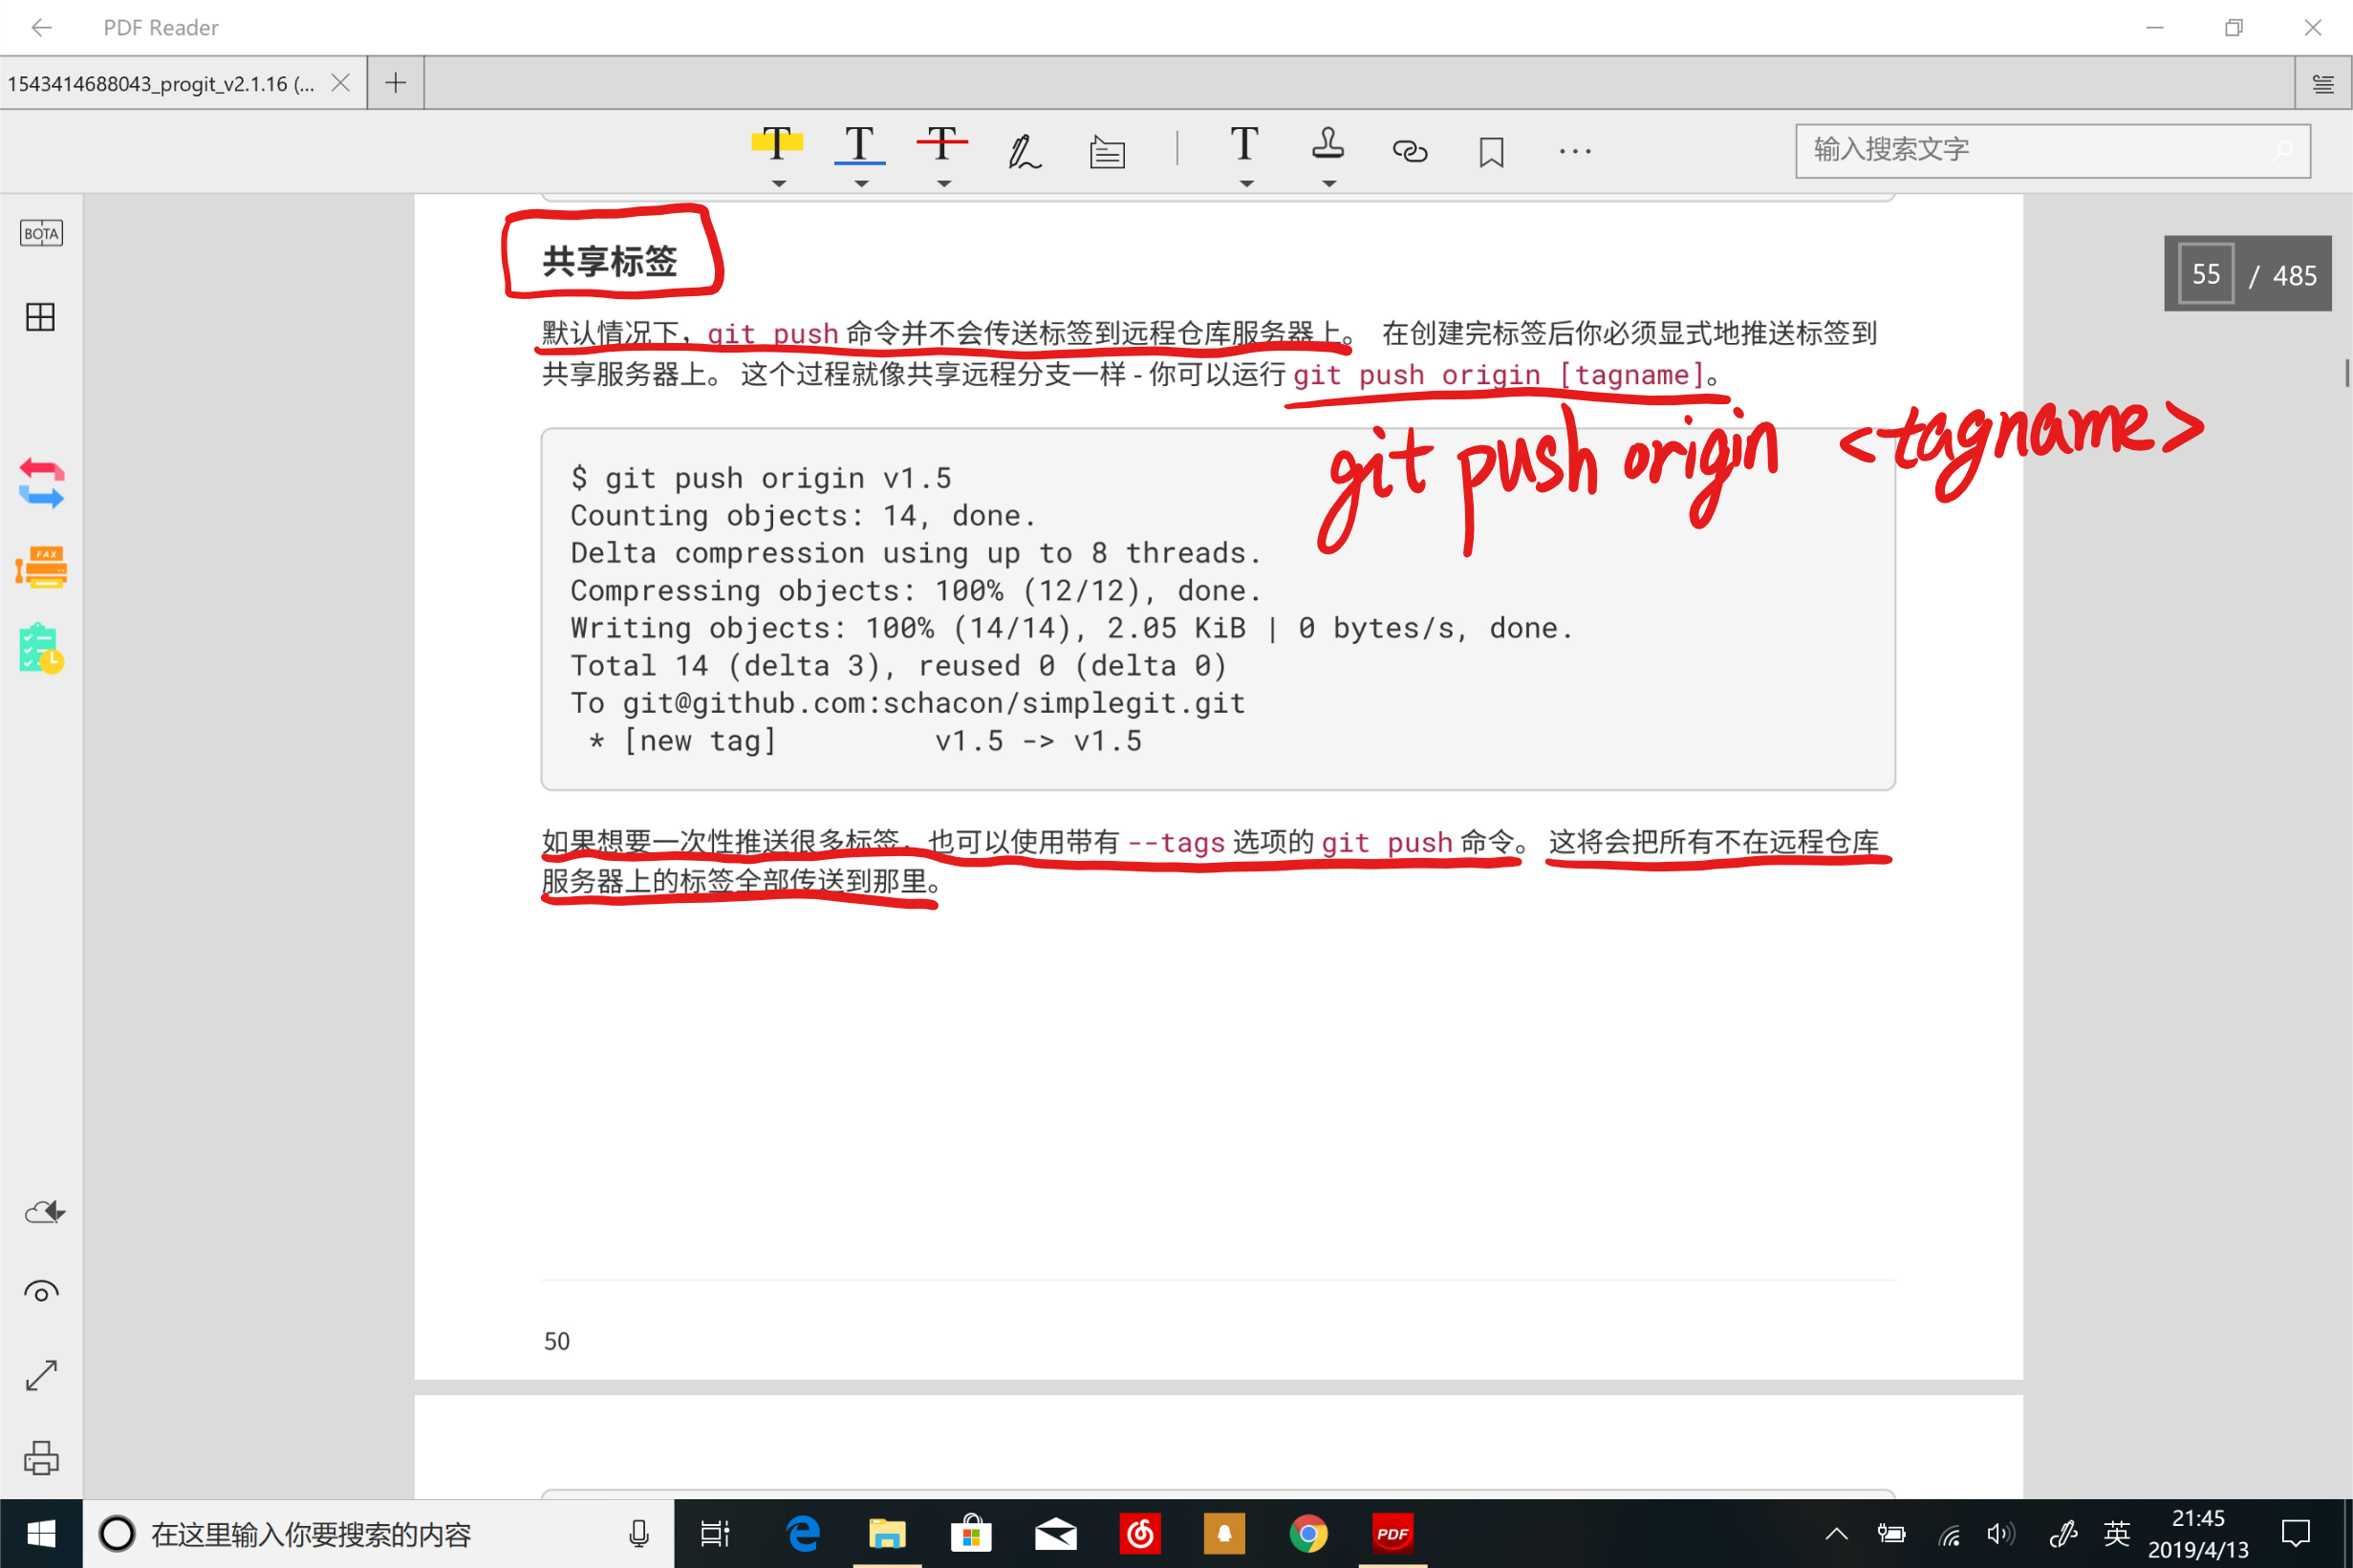 PDF Reader
1543414688043_progit_v2.1.16 (...
T T T T ...
输入搜索文字
BOTA
55 / 485
共享标签
默认情况下，git push 命令并不会传送标签到远程仓库服务器上。 在创建完标签后你必须显式地推送标签到
共享服务器上。 这个过程就像共享远程分支一样 - 你可以运行 git push origin [tagname]。
git push origin <tagname>
$ git push origin v1.5
Counting objects: 14, done.
Delta compression using up to 8 threads.
Compressing objects: 100% (12/12), done.
Writing objects: 100% (14/14), 2.05 KiB | 0 bytes/s, done.
Total 14 (delta 3), reused 0 (delta 0)
To git@github.com:schacon/simplegit.git
* [new tag] v1.5 -> v1.5
如果想要一次性推送很多标签，也可以使用带有 --tags 选项的 git push 命令。 这将会把所有不在远程仓库
服务器上的标签全部传送到那里。
FAX
50
在这里输入你要搜索的内容
PDF
英
21:45
2019/4/13